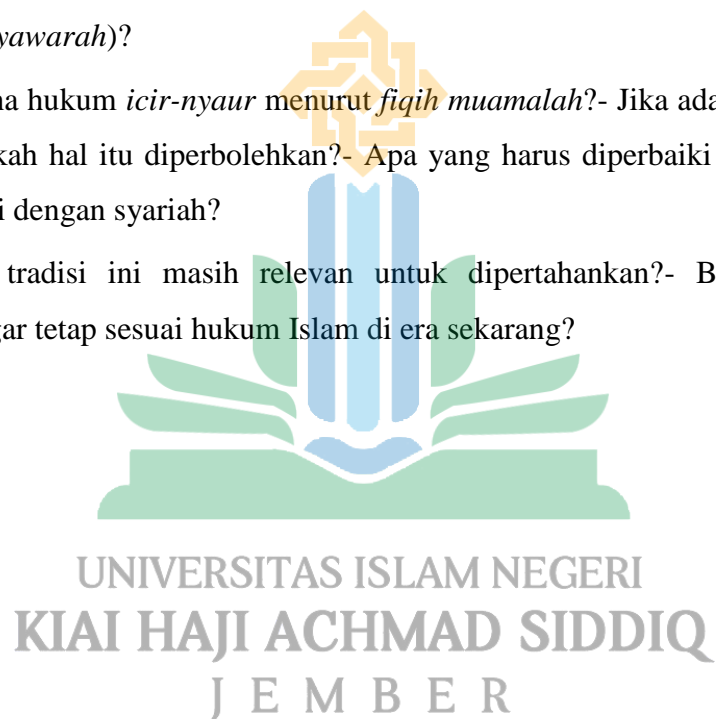 yawarah)?
na hukum icir-nyaur menurut fiqih muamalah?- Jika ada
kah hal itu diperbolehkan?- Apa yang harus diperbaiki
i dengan syariah?
tradisi ini masih relevan untuk dipertahankan?- B
gar tetap sesuai hukum Islam di era sekarang?
UNIVERSITAS ISLAM NEGERI
KIAI HAJI ACHMAD SIDDIQ
JEMBER